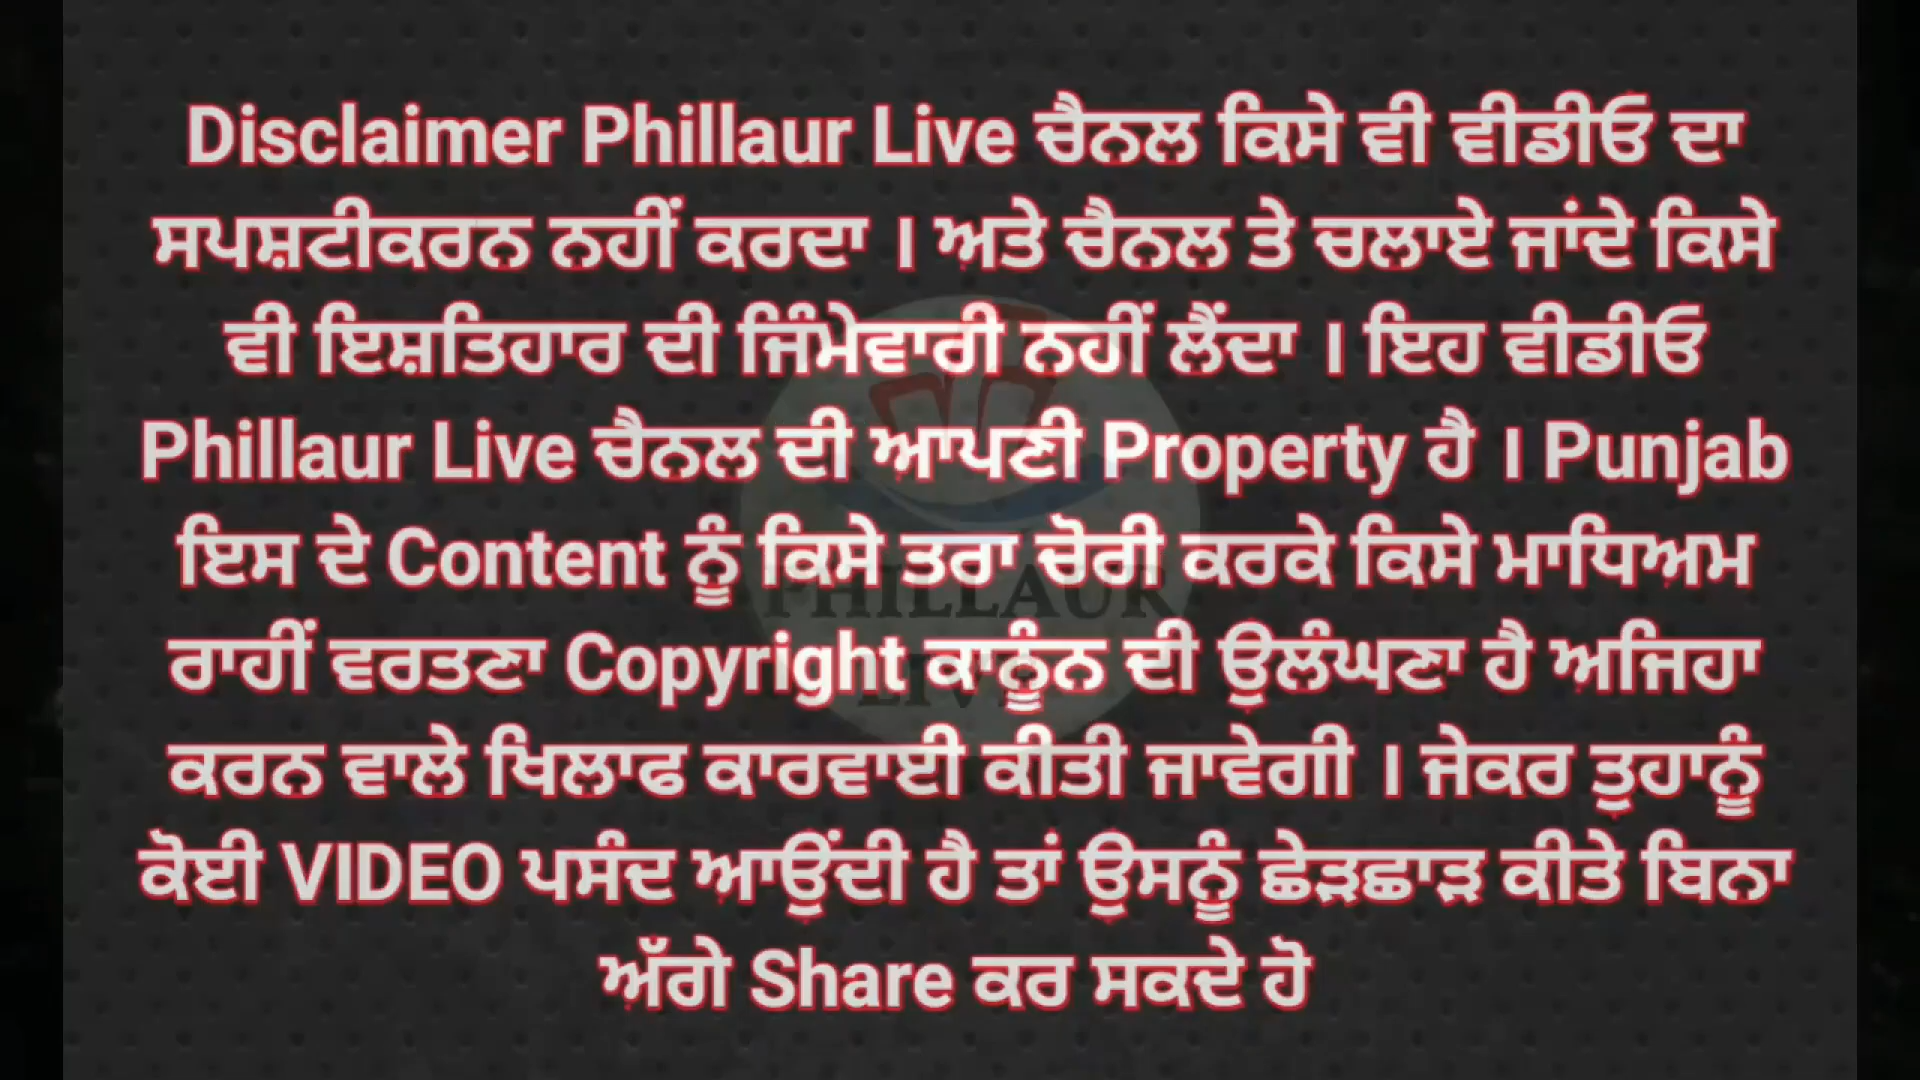 Disclaimer Phillaur Live ਚੈਨਲ ਕਿਸੇ ਵੀ ਵੀਡੀਓ ਦਾ
ਸਪਸ਼ਟੀਕਰਨ ਨਹੀਂ ਕਰਦਾ । ਅਤੇ ਚੈਨਲ ਤੇ ਚਲਾਏ ਜਾਂਦੇ ਕਿਸੇ
ਵੀ ਇਸ਼ਤਿਹਾਰ ਦੀ ਜਿੰਮੇਵਾਰੀ ਨਹੀਂ ਲੈਂਦਾ । ਇਹ ਵੀਡੀਓ
Phillaur Live ਚੈਨਲ ਦੀ ਆਪਣੀ Property ਹੈ । Punjab
ਇਸ ਦੇ Content ਨੂੰ ਕਿਸੇ ਤਰਾ ਚੋਰੀ ਕਰਕੇ ਕਿਸੇ ਮਾਧਿਅਮ
ਰਾਹੀਂ ਵਰਤਣਾ Copyright ਕਾਨੂੰਨ ਦੀ ਉਲੰਘਣਾ ਹੈ ਅਜਿਹਾ
ਕਰਨ ਵਾਲੇ ਖਿਲਾਫ ਕਾਰਵਾਈ ਕੀਤੀ ਜਾਵੇਗੀ । ਜੇਕਰ ਤੁਹਾਨੂੰ
ਕੋਈ VIDEO ਪਸੰਦ ਆਉਂਦੀ ਹੈ ਤਾਂ ਉਸਨੂੰ ਛੇੜਛਾੜ ਕੀਤੇ ਬਿਨਾ
ਅੱਗੇ Share ਕਰ ਸਕਦੇ ਹੋ
PHILLAUR
LIVE